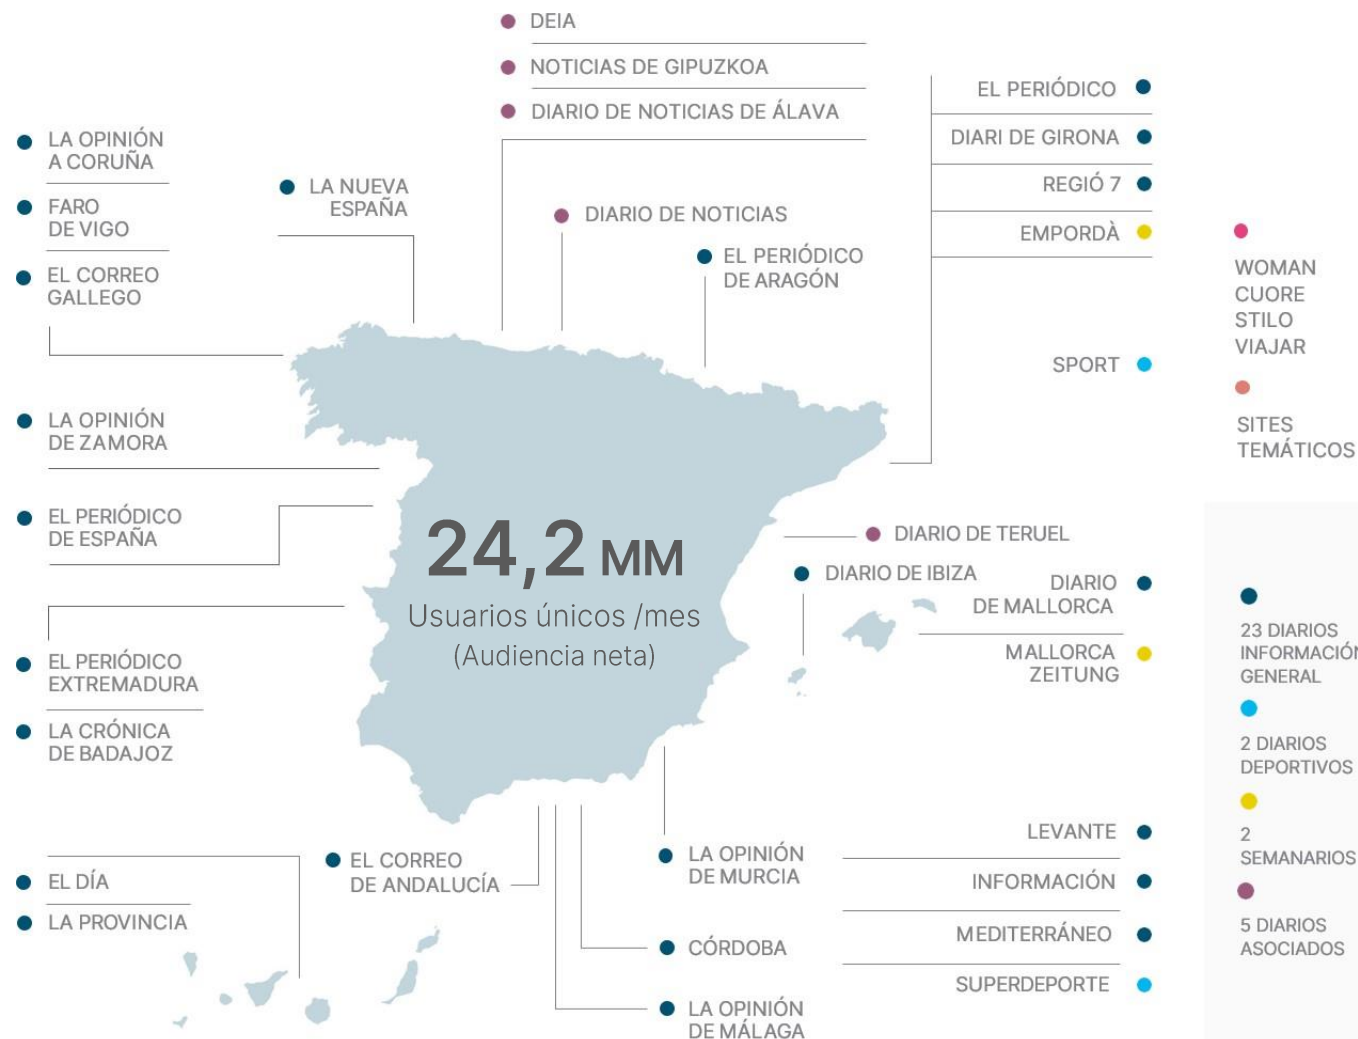 DEIA
NOTICIAS DE GIPUZKOA
DIARIO DE NOTICIAS DE ÁLAVA
LA OPINIÓN
A CORUÑA
FARO
DE VIGO
EL CORREO
GALLEGO
LA NUEVA
ESPAÑA
DIARIO DE NOTICIAS
EL PERIÓDICO
DE ARAGÓN
EL PERIÓDICO
DIARI DE GIRONA
REGIÓ 7
EMPORDÀ
SPORT
WOMAN
CUORE
STILO
VIAJAR
SITES
TEMÁTICOS
LA OPINIÓN
DE ZAMORA
EL PERIÓDICO
DE ESPAÑA
EL PERIÓDICO
EXTREMADURA
LA CRÓNICA
DE BADAJOZ
24,2 MM
Usuarios únicos /mes
(Audiencia neta)
DIARIO DE TERUEL
DIARIO DE IBIZA
DIARIO
DE MALLORCA
MALLORCA
ZEITUNG
EL DÍA
LA PROVINCIA
EL CORREO
DE ANDALUCÍA
LA OPINIÓN
DE MURCIA
CÓRDOBA
LA OPINIÓN
DE MÁLAGA
LEVANTE
INFORMACIÓN
MEDITERRÁNEO
SUPERDEPORTE
23 DIARIOS
INFORMACIÓN
GENERAL
2 DIARIOS
DEPORTIVOS
2
SEMANARIOS
5 DIARIOS
ASOCIADOS